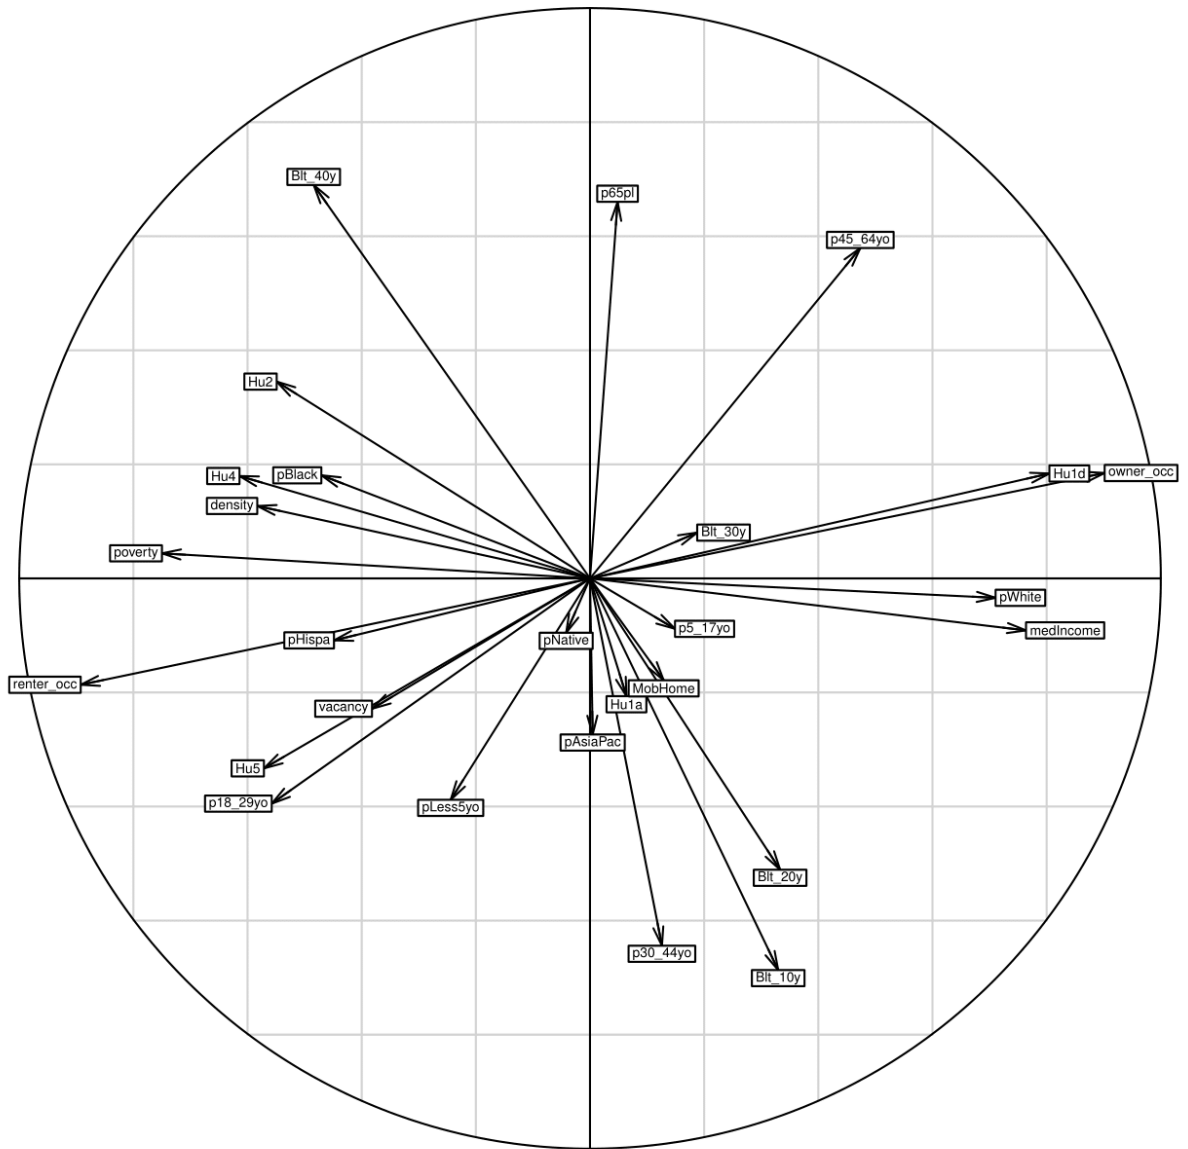 Blt_40y
p65pl
p45_64yo
Hu2
Hu4
pBlack
Hu1d
owner_occ
density
Blt_30y
poverty
pWhite
medIncome
p5_17yo
pHispa
pNative
renter_occ
MobHome
Hu1a
vacancy
pAsiaPac
Hu5
p18_29yo
pLess5yo
Blt_20y
p30_44yo
Blt_10y